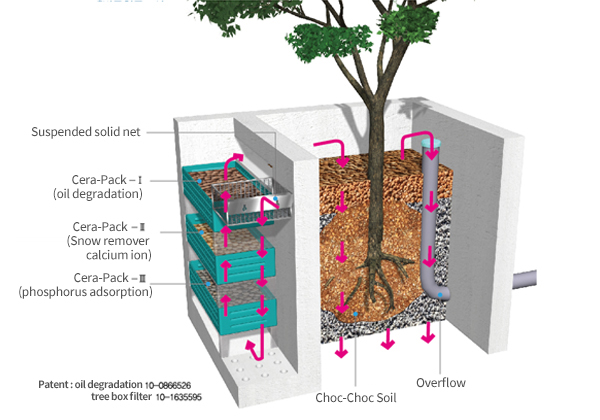 Suspended solid net
Cera-Pack – Ⅰ
(oil degradation)
Cera-Pack – Ⅱ
(Snow remover
calcium ion)
Cera-Pack – Ⅲ
(phosphorus adsorption)
Patent : oil degradation 10-0866526
tree box filter 10-1635595
Choc-Choc Soil
Overflow